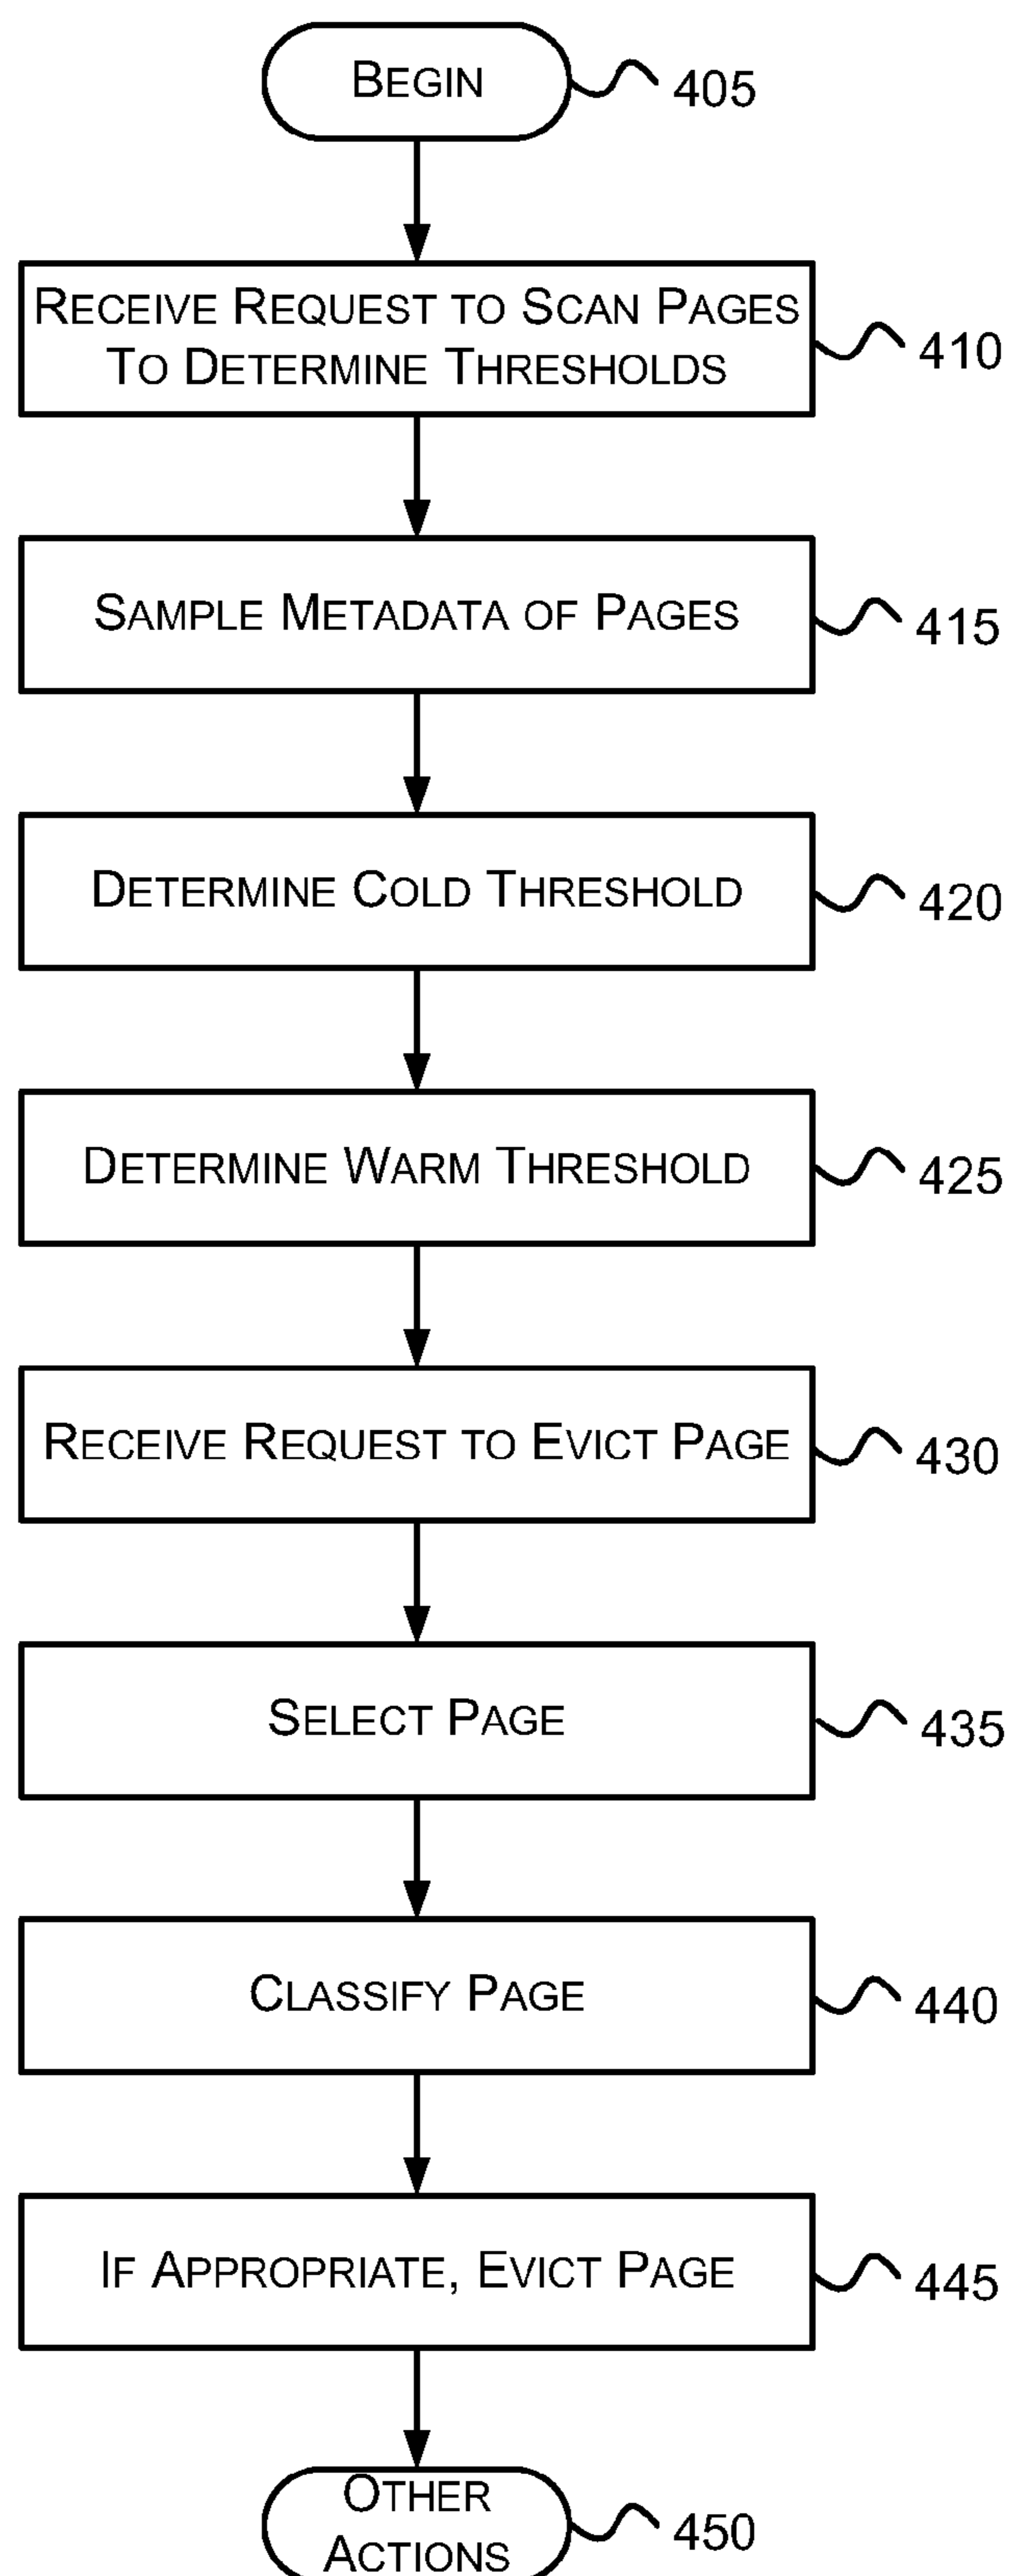 BEGIN
405
RECEIVE REQUEST TO SCAN PAGES
TO DETERMINE THRESHOLDS
410
SAMPLE METADATA OF PAGES
415
DETERMINE COLD THRESHOLD
420
DETERMINE WARM THRESHOLD
425
RECEIVE REQUEST TO EVICT PAGE
430
SELECT PAGE
435
CLASSIFY PAGE
440
IF APPROPRIATE, EVICT PAGE
445
OTHER
ACTIONS
450